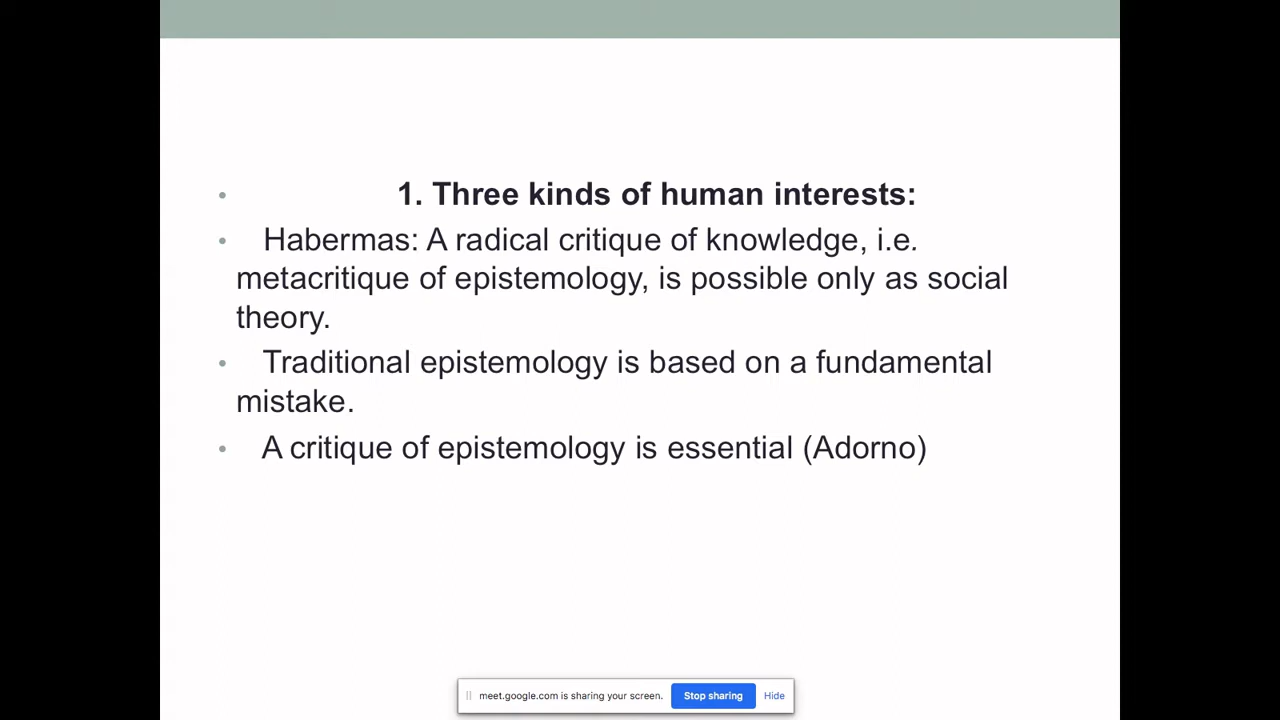 • 1. Three kinds of human interests:
• Habermas: A radical critique of knowledge, i.e.
metacritique of epistemology, is possible only as social
theory.
• Traditional epistemology is based on a fundamental
mistake.
• A critique of epistemology is essential (Adorno)
meet.google.com is sharing your screen. Stop sharing Hide